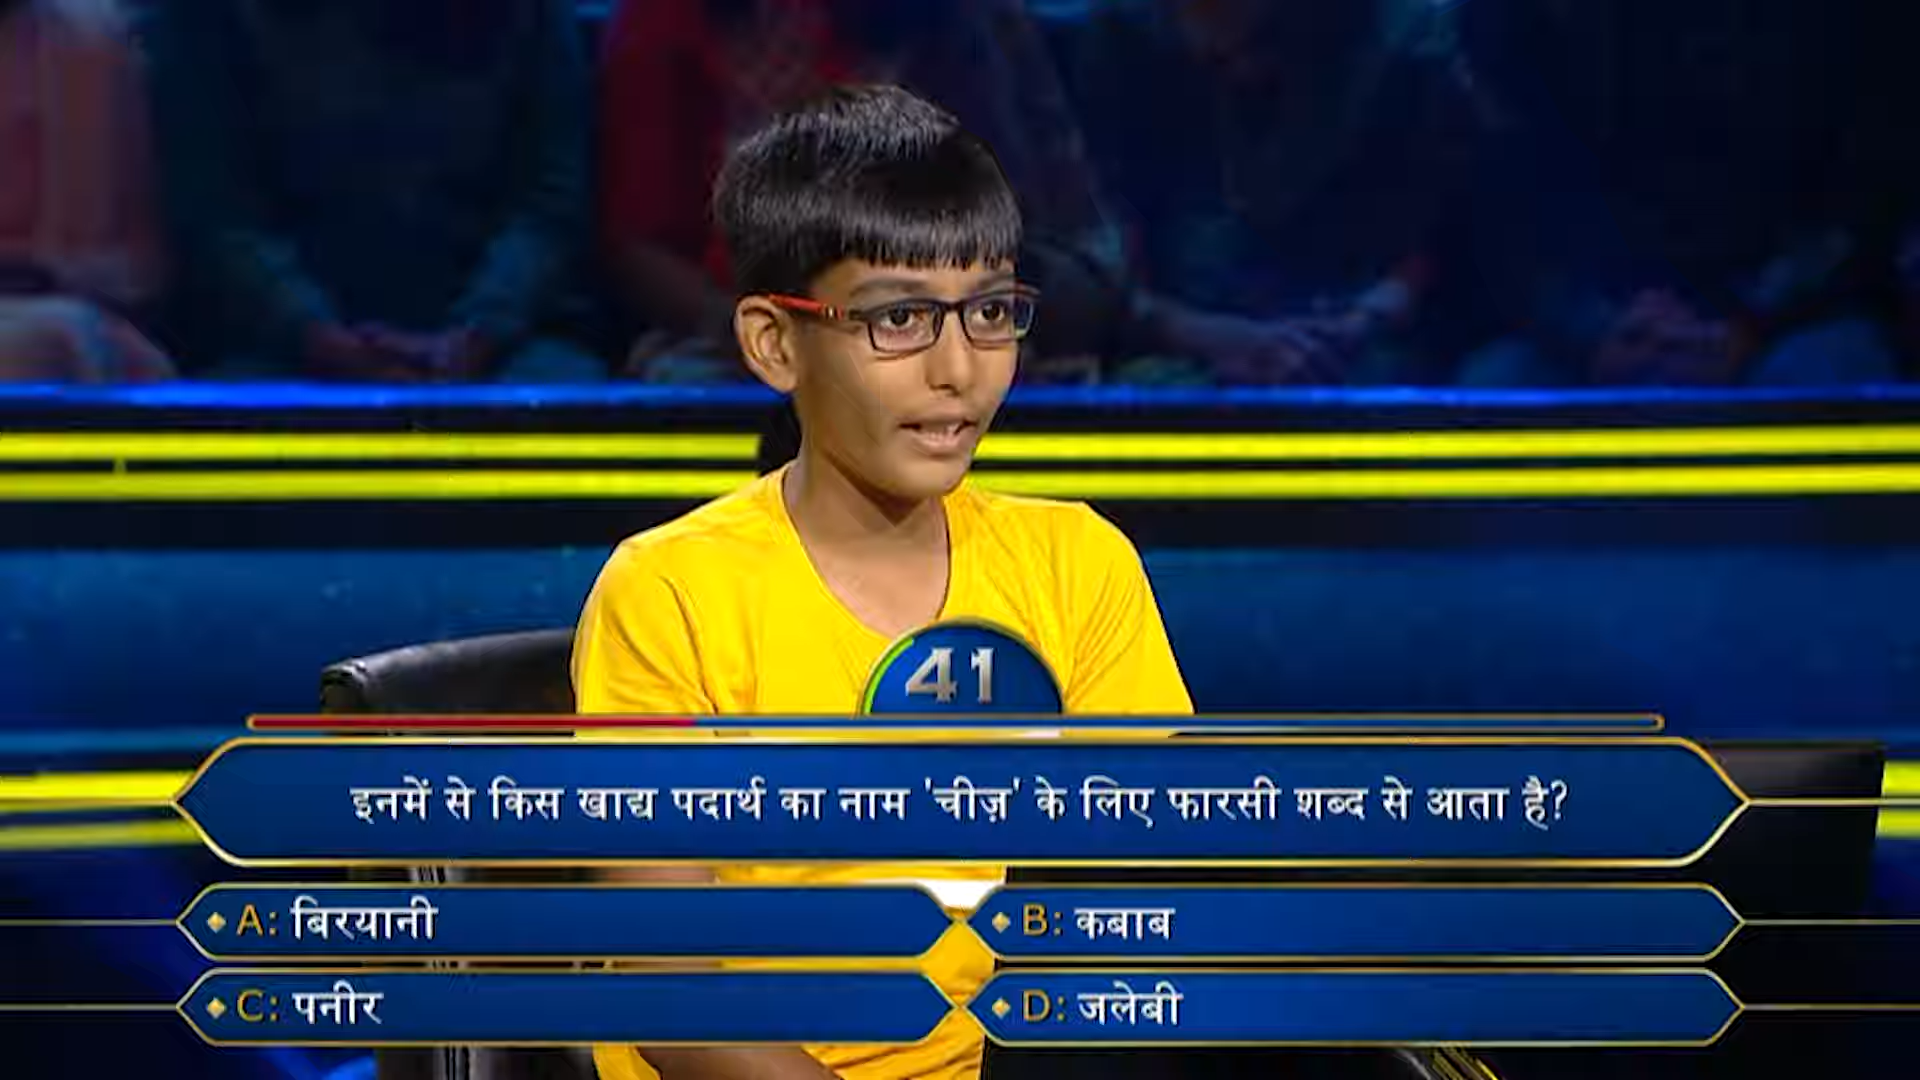 41
इनमें से किस खाद्य पदार्थ का नाम 'चीज़' के लिए फारसी शब्द से आता है?
A: बिरयानी
B: कबाब
C: पनीर
D: जलेबी